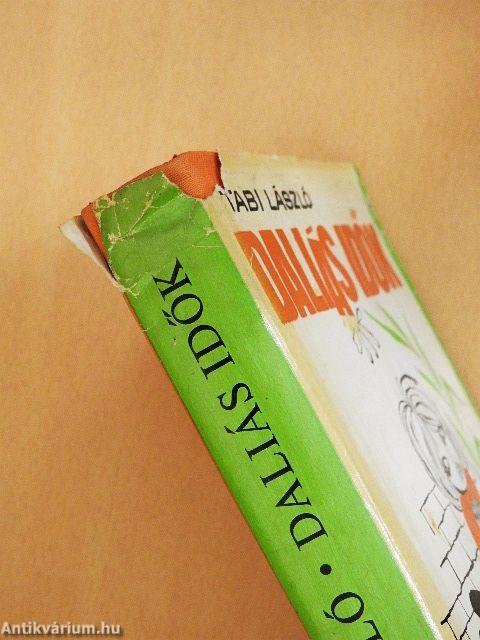 TABI LÁSZLÓ
DALIÁS IDŐK
LÓ • DALIÁS IDŐK
Antikvárium.hu